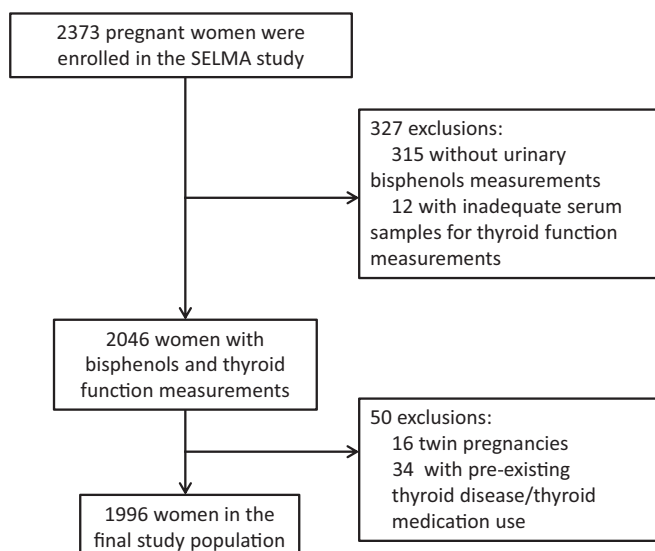 2373 pregnant women were
enrolled in the SELMA study
327 exclusions:
315 without urinary
bisphenols measurements
12 with inadequate serum
samples for thyroid function
measurements
2046 women with
bisphenols and thyroid
function measurements
50 exclusions:
16 twin pregnancies
34 with pre-existing
thyroid disease/thyroid
medication use
1996 women in the
final study population